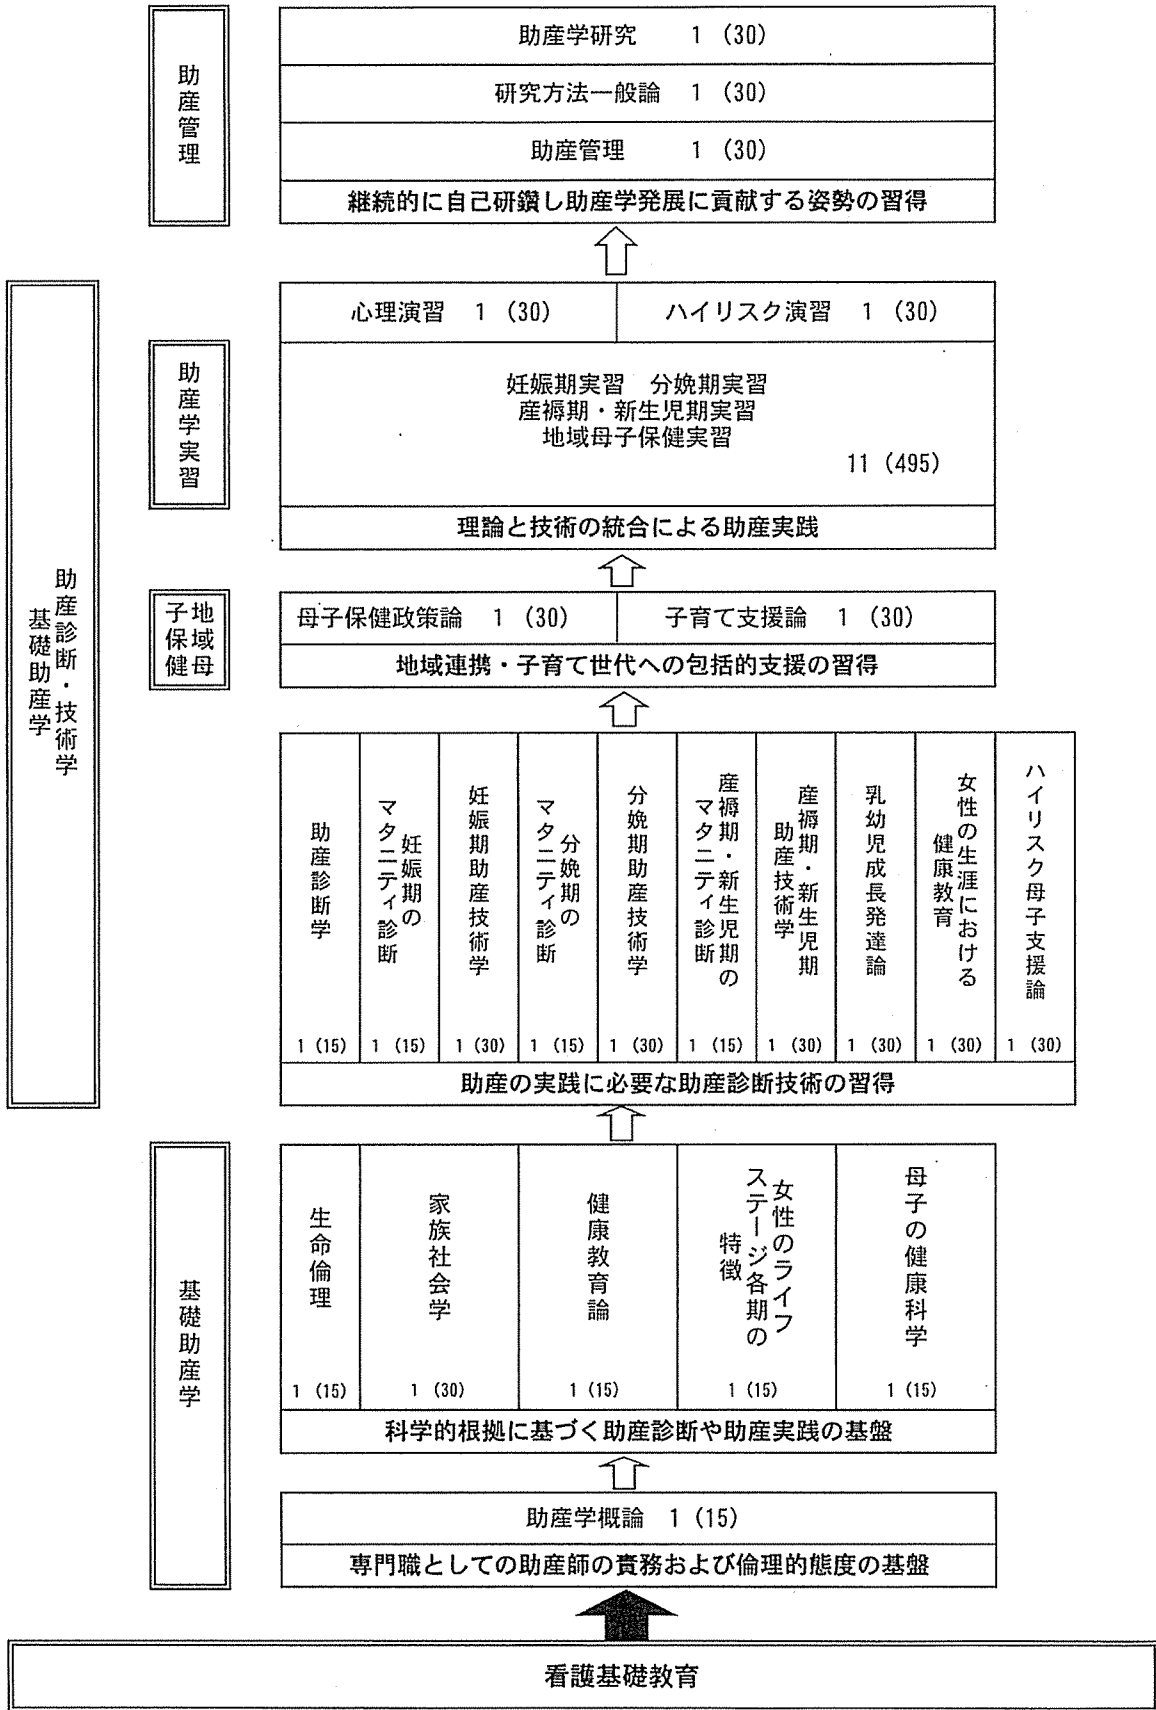 助産管理
助産学研究 1 (30)
研究方法一般論 1 (30)
助産管理 1 (30)
継続的に自己研鑽し助産学発展に貢献する姿勢の習得
助産診断・技術学
基礎助産学
助産学実習
心理演習 1 (30)
ハイリスク演習 1 (30)
妊娠期実習 分娩期実習
産褥期・新生児期実習
地域母子保健実習
11 (495)
理論と技術の統合による助産実践
地域母
子保健
母子保健政策論 1 (30)
子育て支援論 1 (30)
地域連携・子育て世代への包括的支援の習得
助産診断学
1 (15)
妊娠期の
マタニティ診断
1 (15)
妊娠期助産技術学
1 (30)
分娩期の
マタニティ診断
1 (15)
分娩期助産技術学
1 (30)
産褥期・新生児期の
マタニティ診断
1 (15)
産褥期・新生児期
助産技術学
1 (30)
乳幼児成長発達論
1 (30)
女性の生涯における
健康教育
1 (30)
ハイリスク母子支援論
1 (30)
助産の実践に必要な助産診断技術の習得
基礎助産学
生命倫理
1 (15)
家族社会学
1 (30)
健康教育論
1 (15)
女性のライフ
ステージ各期の
特徴
1 (15)
母子の健康科学
1 (15)
科学的根拠に基づく助産診断や助産実践の基盤
助産学概論 1 (15)
専門職としての助産師の責務および倫理的態度の基盤
看護基礎教育